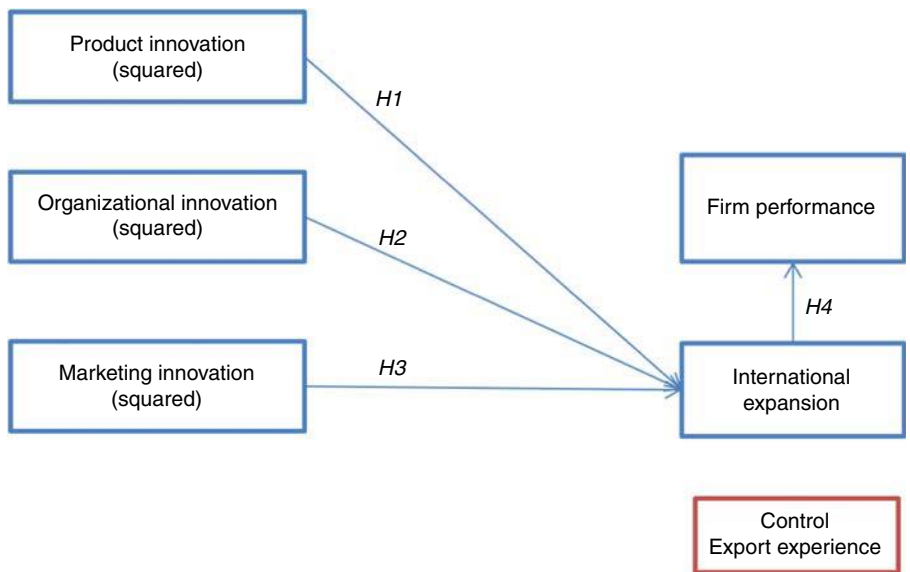 Product innovation
(squared)
H1
Organizational innovation
(squared)
H2
Firm performance
H4
Marketing innovation
(squared)
H3
International
expansion
Control
Export experience